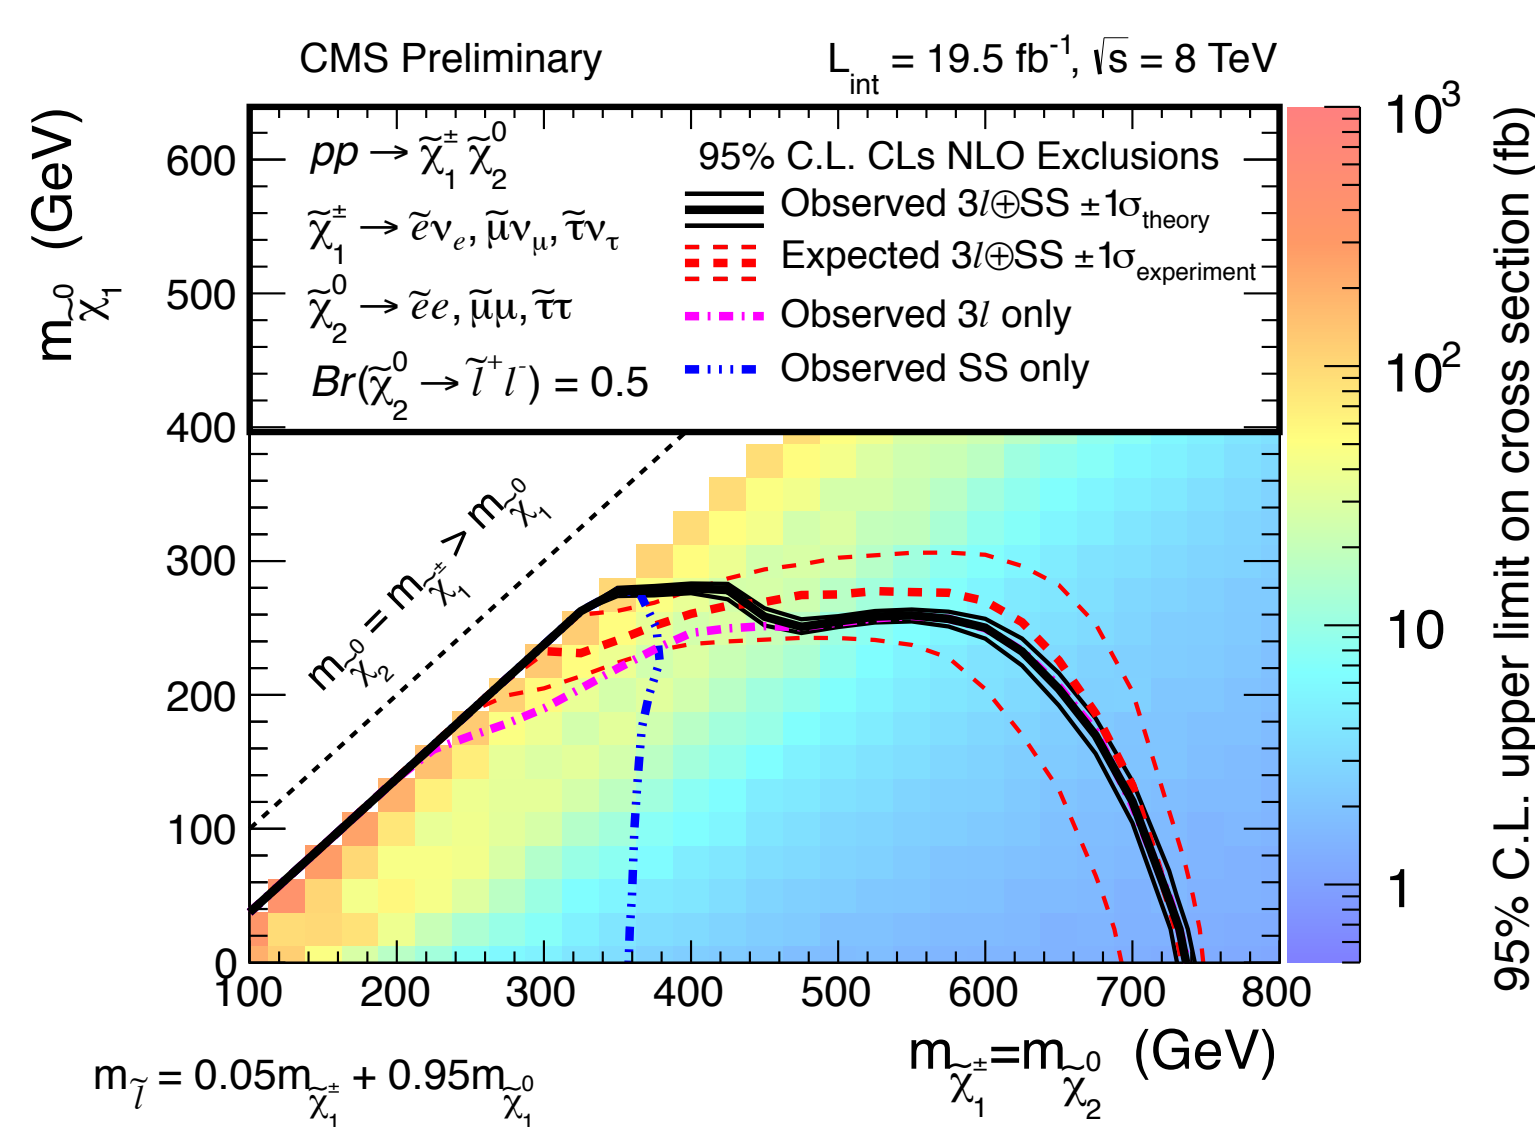 CMS Preliminary
L_int = 19.5 fb⁻¹, √s = 8 TeV
pp → χ̃₁^± χ̃₂^0
χ̃₁^± → ẽν_e, μ̃ν_μ, τ̃ν_τ
χ̃₂^0 → ẽe, μ̃μ, τ̃τ
Br(χ̃₂^0 → l̃⁺l⁻) = 0.5
95% C.L. CLs NLO Exclusions
Observed 3l⊕SS ±1σ_theory
Expected 3l⊕SS ±1σ_experiment
Observed 3l only
Observed SS only
m_χ̃₁^0 (GeV)
600
500
400
300
200
100
0
m_χ̃₂^0 = m_χ̃₁^± > m_χ̃₁^0
100 200 300 400 500 600 700 800
m_χ̃₁^±=m_χ̃₂^0 (GeV)
m_l̃ = 0.05m_χ̃₁^± + 0.95m_χ̃₁^0
10³
10²
10
1
95% C.L. upper limit on cross section (fb)